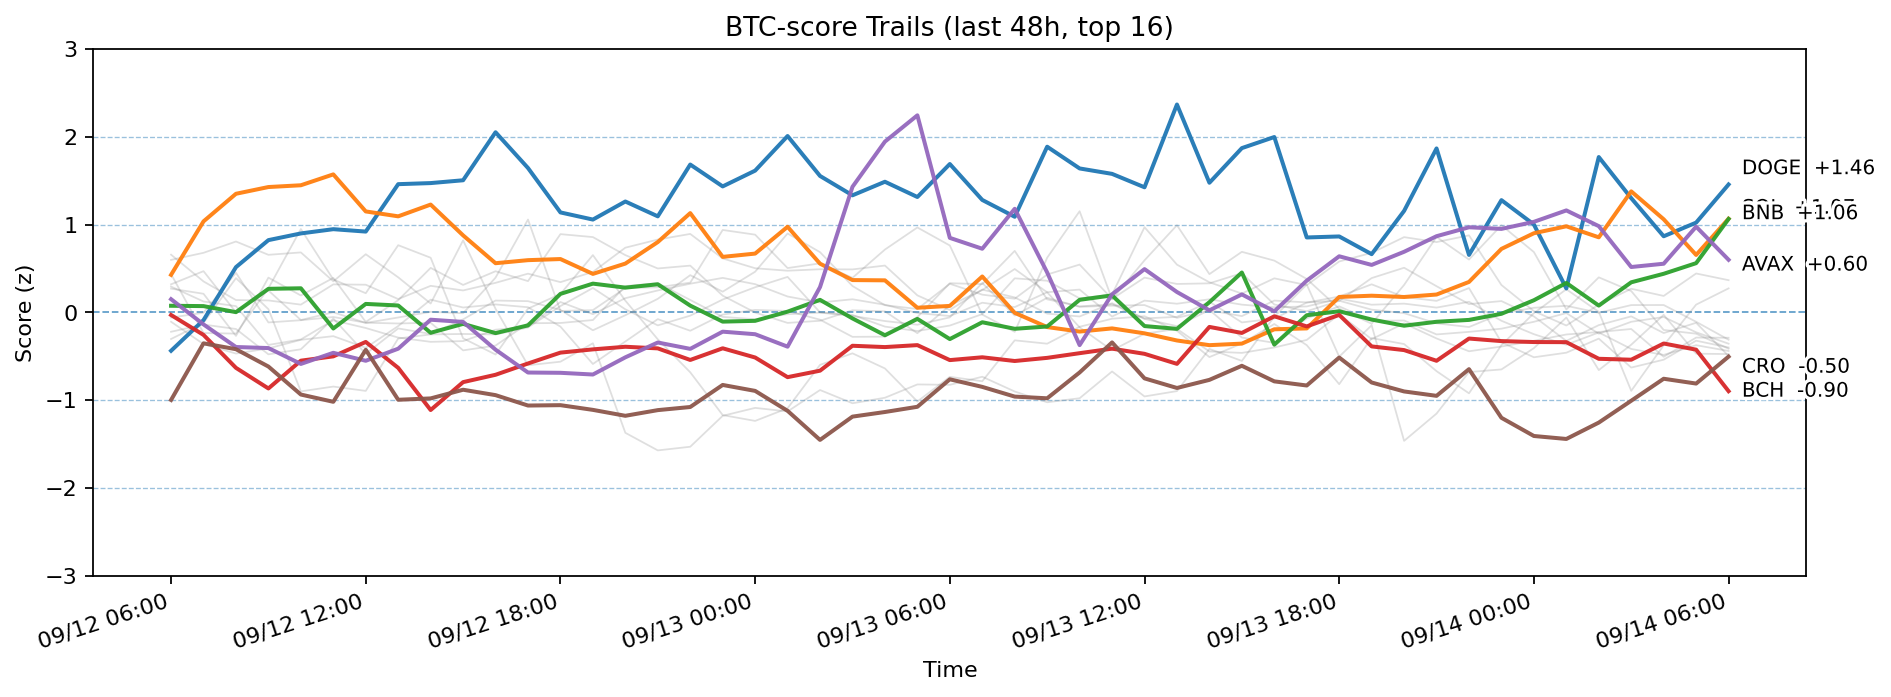 BTC-score Trails (last 48h, top 16)
3
2
1
0
−1
−2
−3
Score (z)
DOGE +1.46
BNB +1.06
AVAX +0.60
CRO -0.50
BCH -0.90
09/12 06:00
09/12 12:00
09/12 18:00
09/13 00:00
09/13 06:00
09/13 12:00
09/13 18:00
09/14 00:00
09/14 06:00
Time